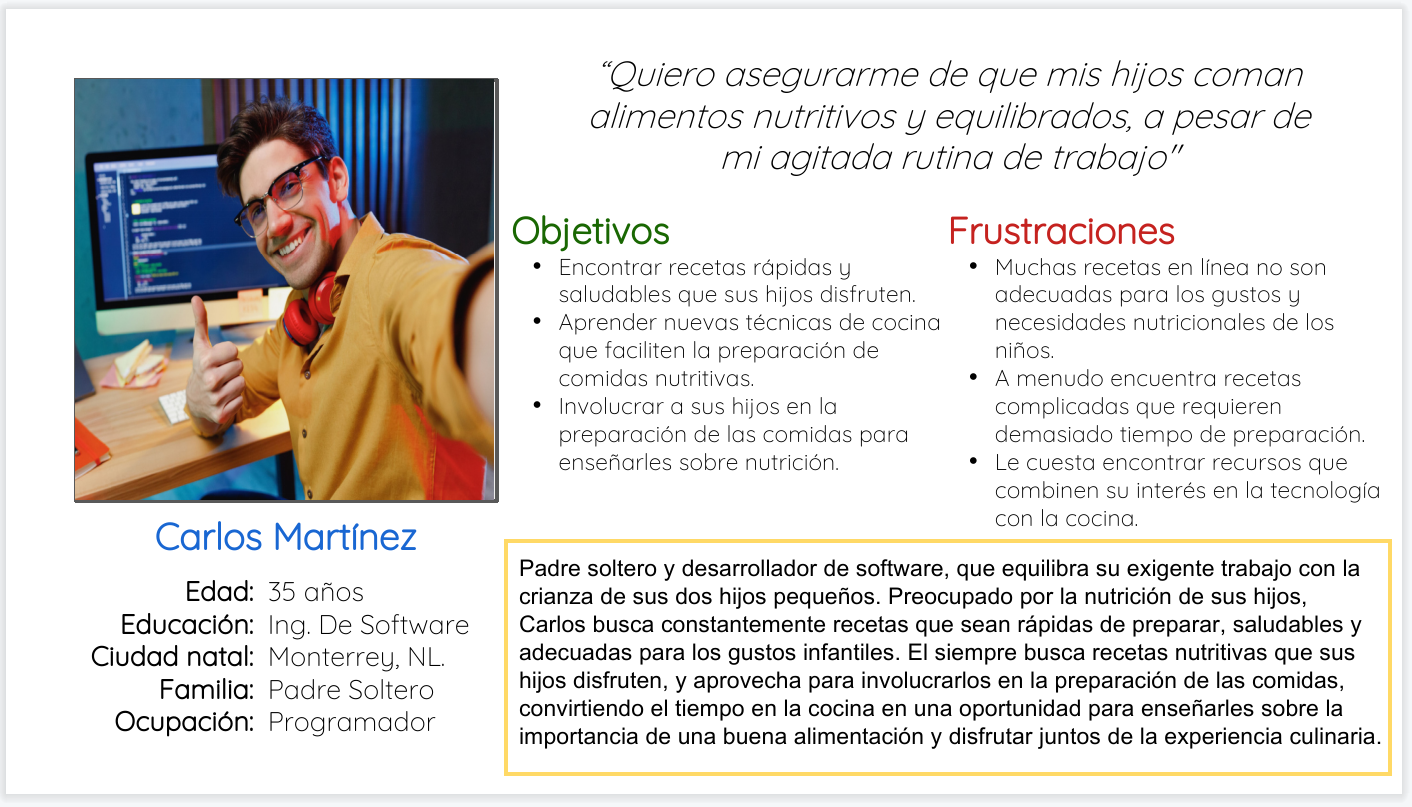 “Quiero asegurarme de que mis hijos coman
alimentos nutritivos y equilibrados, a pesar de
mi agitada rutina de trabajo”
Objetivos
• Encontrar recetas rápidas y
saludables que sus hijos disfruten.
• Aprender nuevas técnicas de cocina
que faciliten la preparación de
comidas nutritivas.
• Involucrar a sus hijos en la
preparación de las comidas para
enseñarles sobre nutrición.
Frustraciones
• Muchas recetas en línea no son
adecuadas para los gustos y
necesidades nutricionales de los
niños.
• A menudo encuentra recetas
complicadas que requieren
demasiado tiempo de preparación.
• Le cuesta encontrar recursos que
combinen su interés en la tecnología
con la cocina.
Carlos Martínez
Edad: 35 años
Educación: Ing. De Software
Ciudad natal: Monterrey, NL.
Familia: Padre Soltero
Ocupación: Programador
Padre soltero y desarrollador de software, que equilibra su exigente trabajo con la
crianza de sus dos hijos pequeños. Preocupado por la nutrición de sus hijos,
Carlos busca constantemente recetas que sean rápidas de preparar, saludables y
adecuadas para los gustos infantiles. El siempre busca recetas nutritivas que sus
hijos disfruten, y aprovecha para involucrarlos en la preparación de las comidas,
convirtiendo el tiempo en la cocina en una oportunidad para enseñarles sobre la
importancia de una buena alimentación y disfrutar juntos de la experiencia culinaria.